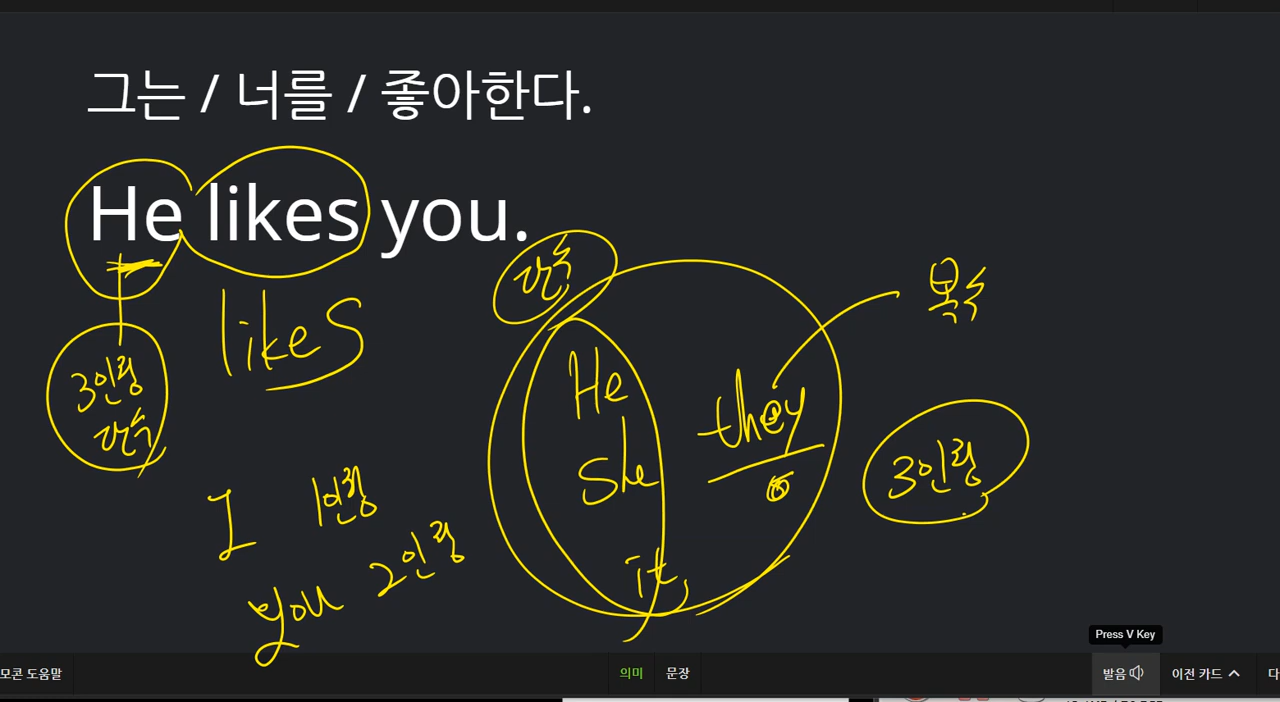 그는 / 너를 / 좋아한다.
He likes you.
likes
3인칭
단수
I 1인칭
you 2인칭
단수
He
She
it,
they
복수
3인칭
Press V Key
모콘 도움말
의미
문장
발음
이전 카드
다